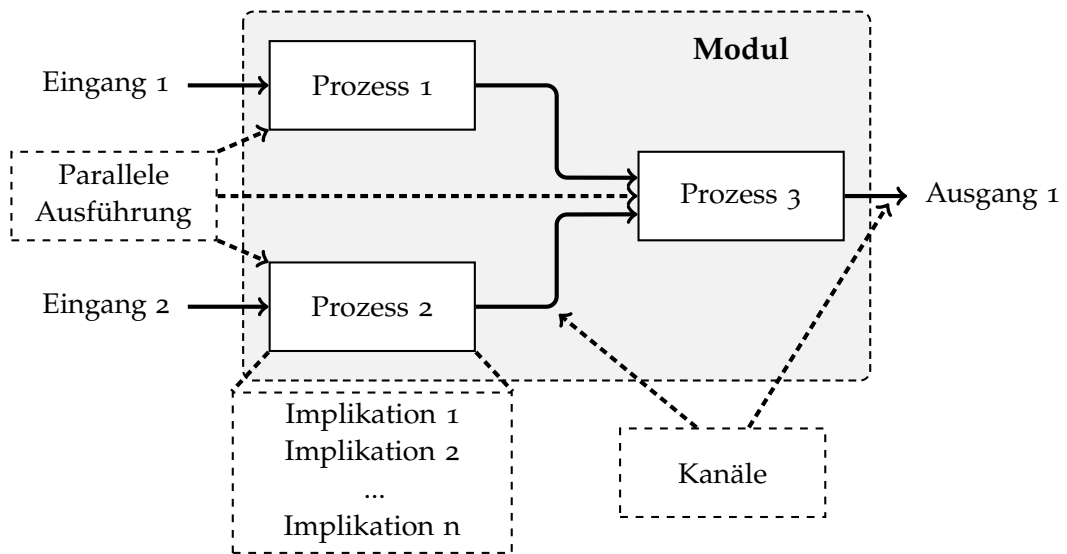 Modul
Eingang 1
Prozess 1
Parallele
Ausführung
Prozess 3
Ausgang 1
Eingang 2
Prozess 2
Implikation 1
Implikation 2
...
Implikation n
Kanäle